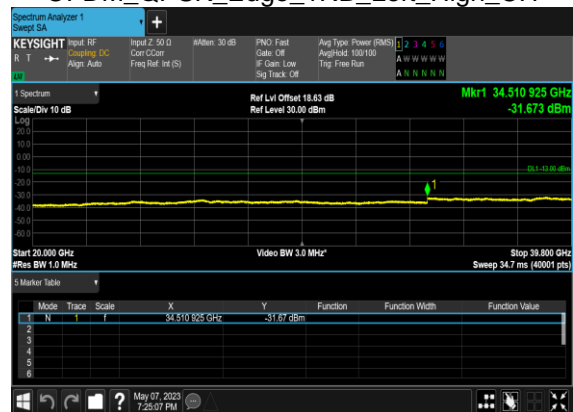 Spectrum Analyzer 1
Swept SA
+
KEYSIGHT Input: RF Input Z: 50 Ω #Atten: 30 dB PNO: Fast Avg Type: Power (RMS) 1 2 3 4 5 6
R T Coupling: DC Corr CCorr Gate: Off Avg|Hold: 100/100 A W W W W W
Align: Auto Freq Ref: Int (S) IF Gain: Low Trig: Free Run
LU Sig Track: Off A N N N N N
1 Spectrum Ref Lvl Offset 18.63 dB Mkr1 34.510 925 GHz
Scale/Div 10 dB Ref Level 30.00 dBm -31.673 dBm
Log
20.0
10.0
0.00
-10.0
DL1 -13.00 dBm
-20.0
1
-30.0
-40.0
-50.0
-60.0
Start 20.000 GHz Video BW 3.0 MHz* Stop 39.800 GHz
#Res BW 1.0 MHz Sweep 34.7 ms (40001 pts)
5 Marker Table
Mode Trace Scale X Y Function Function Width Function Value
1 N 1 f 34.510 925 GHz -31.67 dBm
2
3
4
5
6
? May 07, 2023
7:25:07 PM